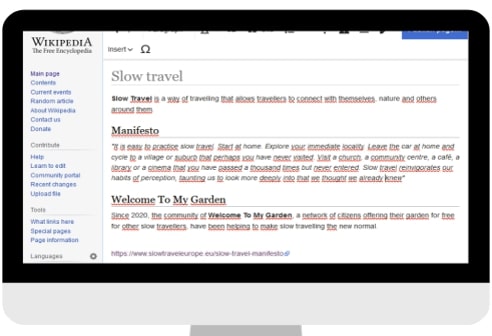 WIKIPEDIA
The Free Encyclopedia
Insert
Main page
Contents
Current events
Random article
About Wikipedia
Contact us
Donate
Contribute
Help
Learn to edit
Community portal
Recent changes
Upload file
Tools
What links here
Special pages
Page information
Languages
Slow travel
Slow Travel is a way of travelling that allows travellers to connect with themselves, nature and others
around them.
Manifesto
"It is easy to practice slow travel. Start at home. Explore your immediate locality. Leave the car at home and
cycle to a village or suburb that perhaps you have never visited. Visit a church, a community centre, a café, a
library or a cinema that you have passed a thousand times but never entered. Slow travel reinvigorates our
habits of perception, taunting us to look more deeply into that we thought we already knew"
Welcome To My Garden
Since 2020, the community of Welcome To My Garden, a network of citizens offering their garden for free
for other slow travellers, have been helping to make slow travelling the new normal.
https://www.slowtraveleurope.eu/slow-travel-manifesto